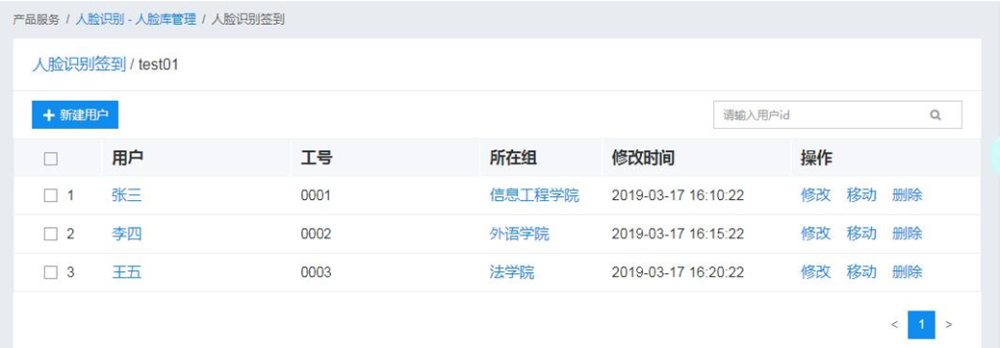 产品服务 / 人脸识别 - 人脸库管理 / 人脸识别签到
人脸识别签到 / test01
+ 新建用户 请输入用户id
用户 工号 所在组 修改时间 操作
1 张三 0001 信息工程学院 2019-03-17 16:10:22 修改 移动 删除
2 李四 0002 外语学院 2019-03-17 16:15:22 修改 移动 删除
3 王五 0003 法学院 2019-03-17 16:20:22 修改 移动 删除
< 1 >